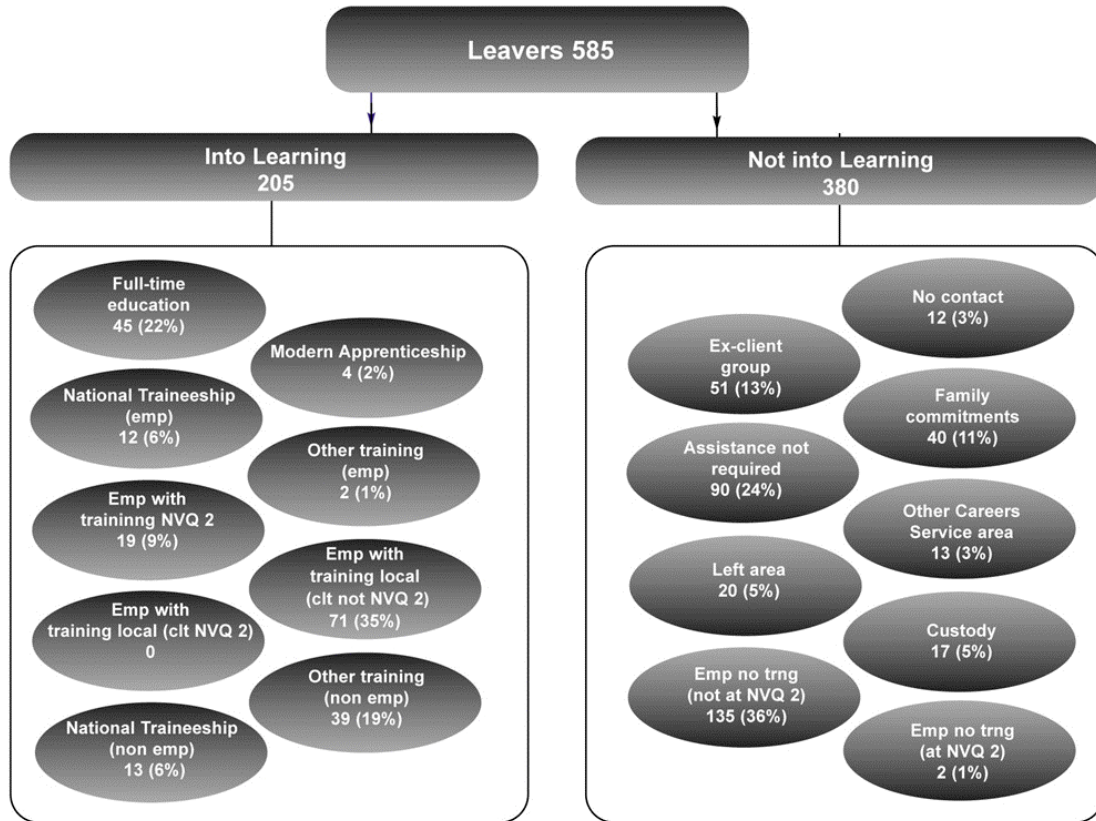 Leavers 585
Into Learning
205
Not into Learning
380
Full-time
education
45 (22%)
Modern Apprenticeship
4 (2%)
National Traineeship
(emp)
12 (6%)
Other training
(emp)
2 (1%)
Emp with
traininng NVQ 2
19 (9%)
Emp with
training local
(clt not NVQ 2)
71 (35%)
Emp with
training local (clt NVQ 2)
0
Other training
(non emp)
39 (19%)
National Traineeship
(non emp)
13 (6%)
No contact
12 (3%)
Ex-client
group
51 (13%)
Family
commitments
40 (11%)
Assistance not
required
90 (24%)
Other Careers
Service area
13 (3%)
Left area
20 (5%)
Custody
17 (5%)
Emp no trng
(not at NVQ 2)
135 (36%)
Emp no trng
(at NVQ 2)
2 (1%)